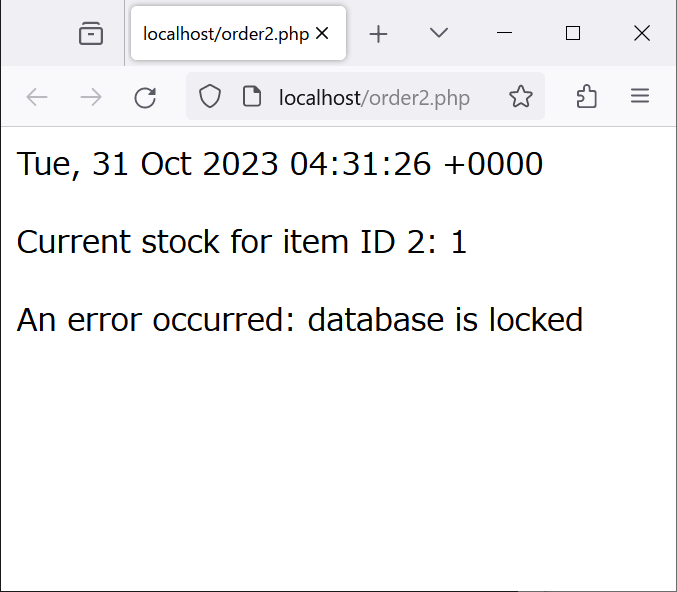 localhost/order2.php
localhost/order2.php
Tue, 31 Oct 2023 04:31:26 +0000
Current stock for item ID 2: 1
An error occurred: database is locked